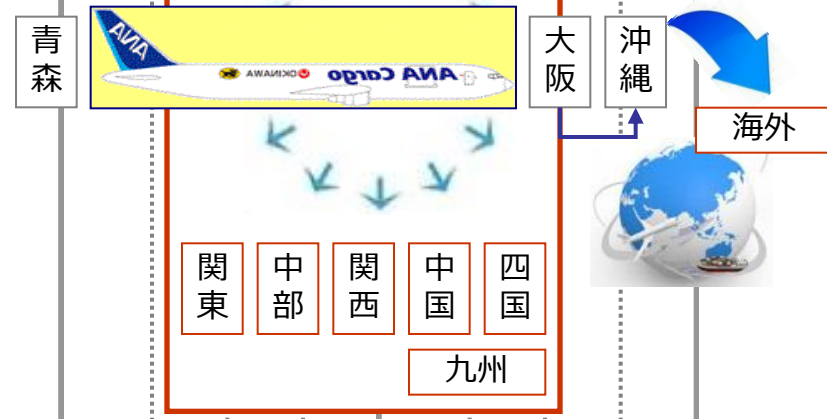 青森
ANA
ANA Cargo
OKINAWA
大阪
沖縄
海外
関東
中部
関西
中国
四国
九州